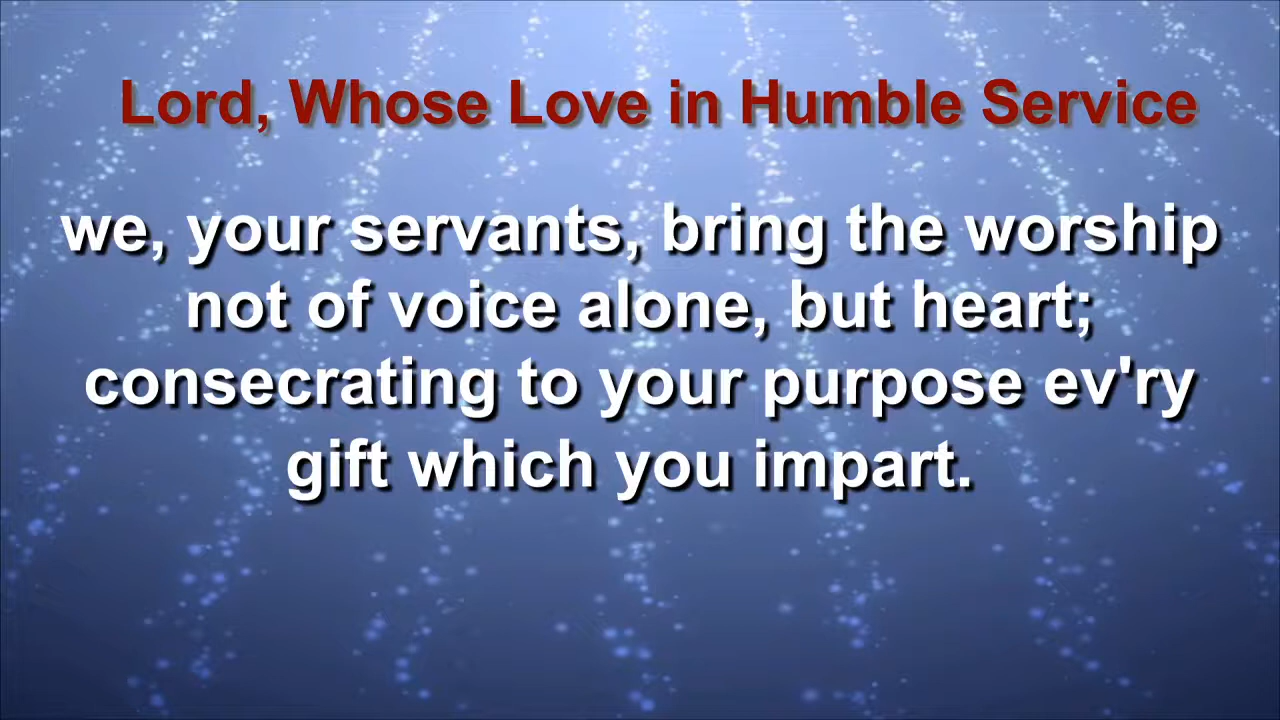 Lord, Whose Love in Humble Service
we, your servants, bring the worship
not of voice alone, but heart;
consecrating to your purpose ev'ry
gift which you impart.